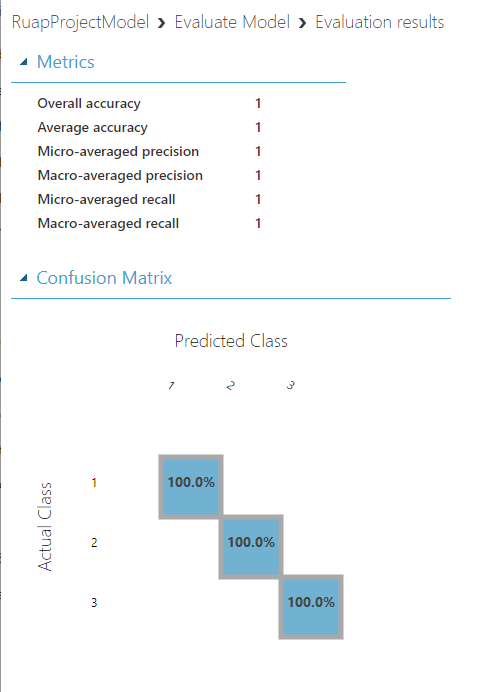 RuapProjectModel › Evaluate Model › Evaluation results
Metrics
Overall accuracy 1
Average accuracy 1
Micro-averaged precision 1
Macro-averaged precision 1
Micro-averaged recall 1
Macro-averaged recall 1
Confusion Matrix
Predicted Class
1 2 3
Actual Class
1 100.0%
2 100.0%
3 100.0%